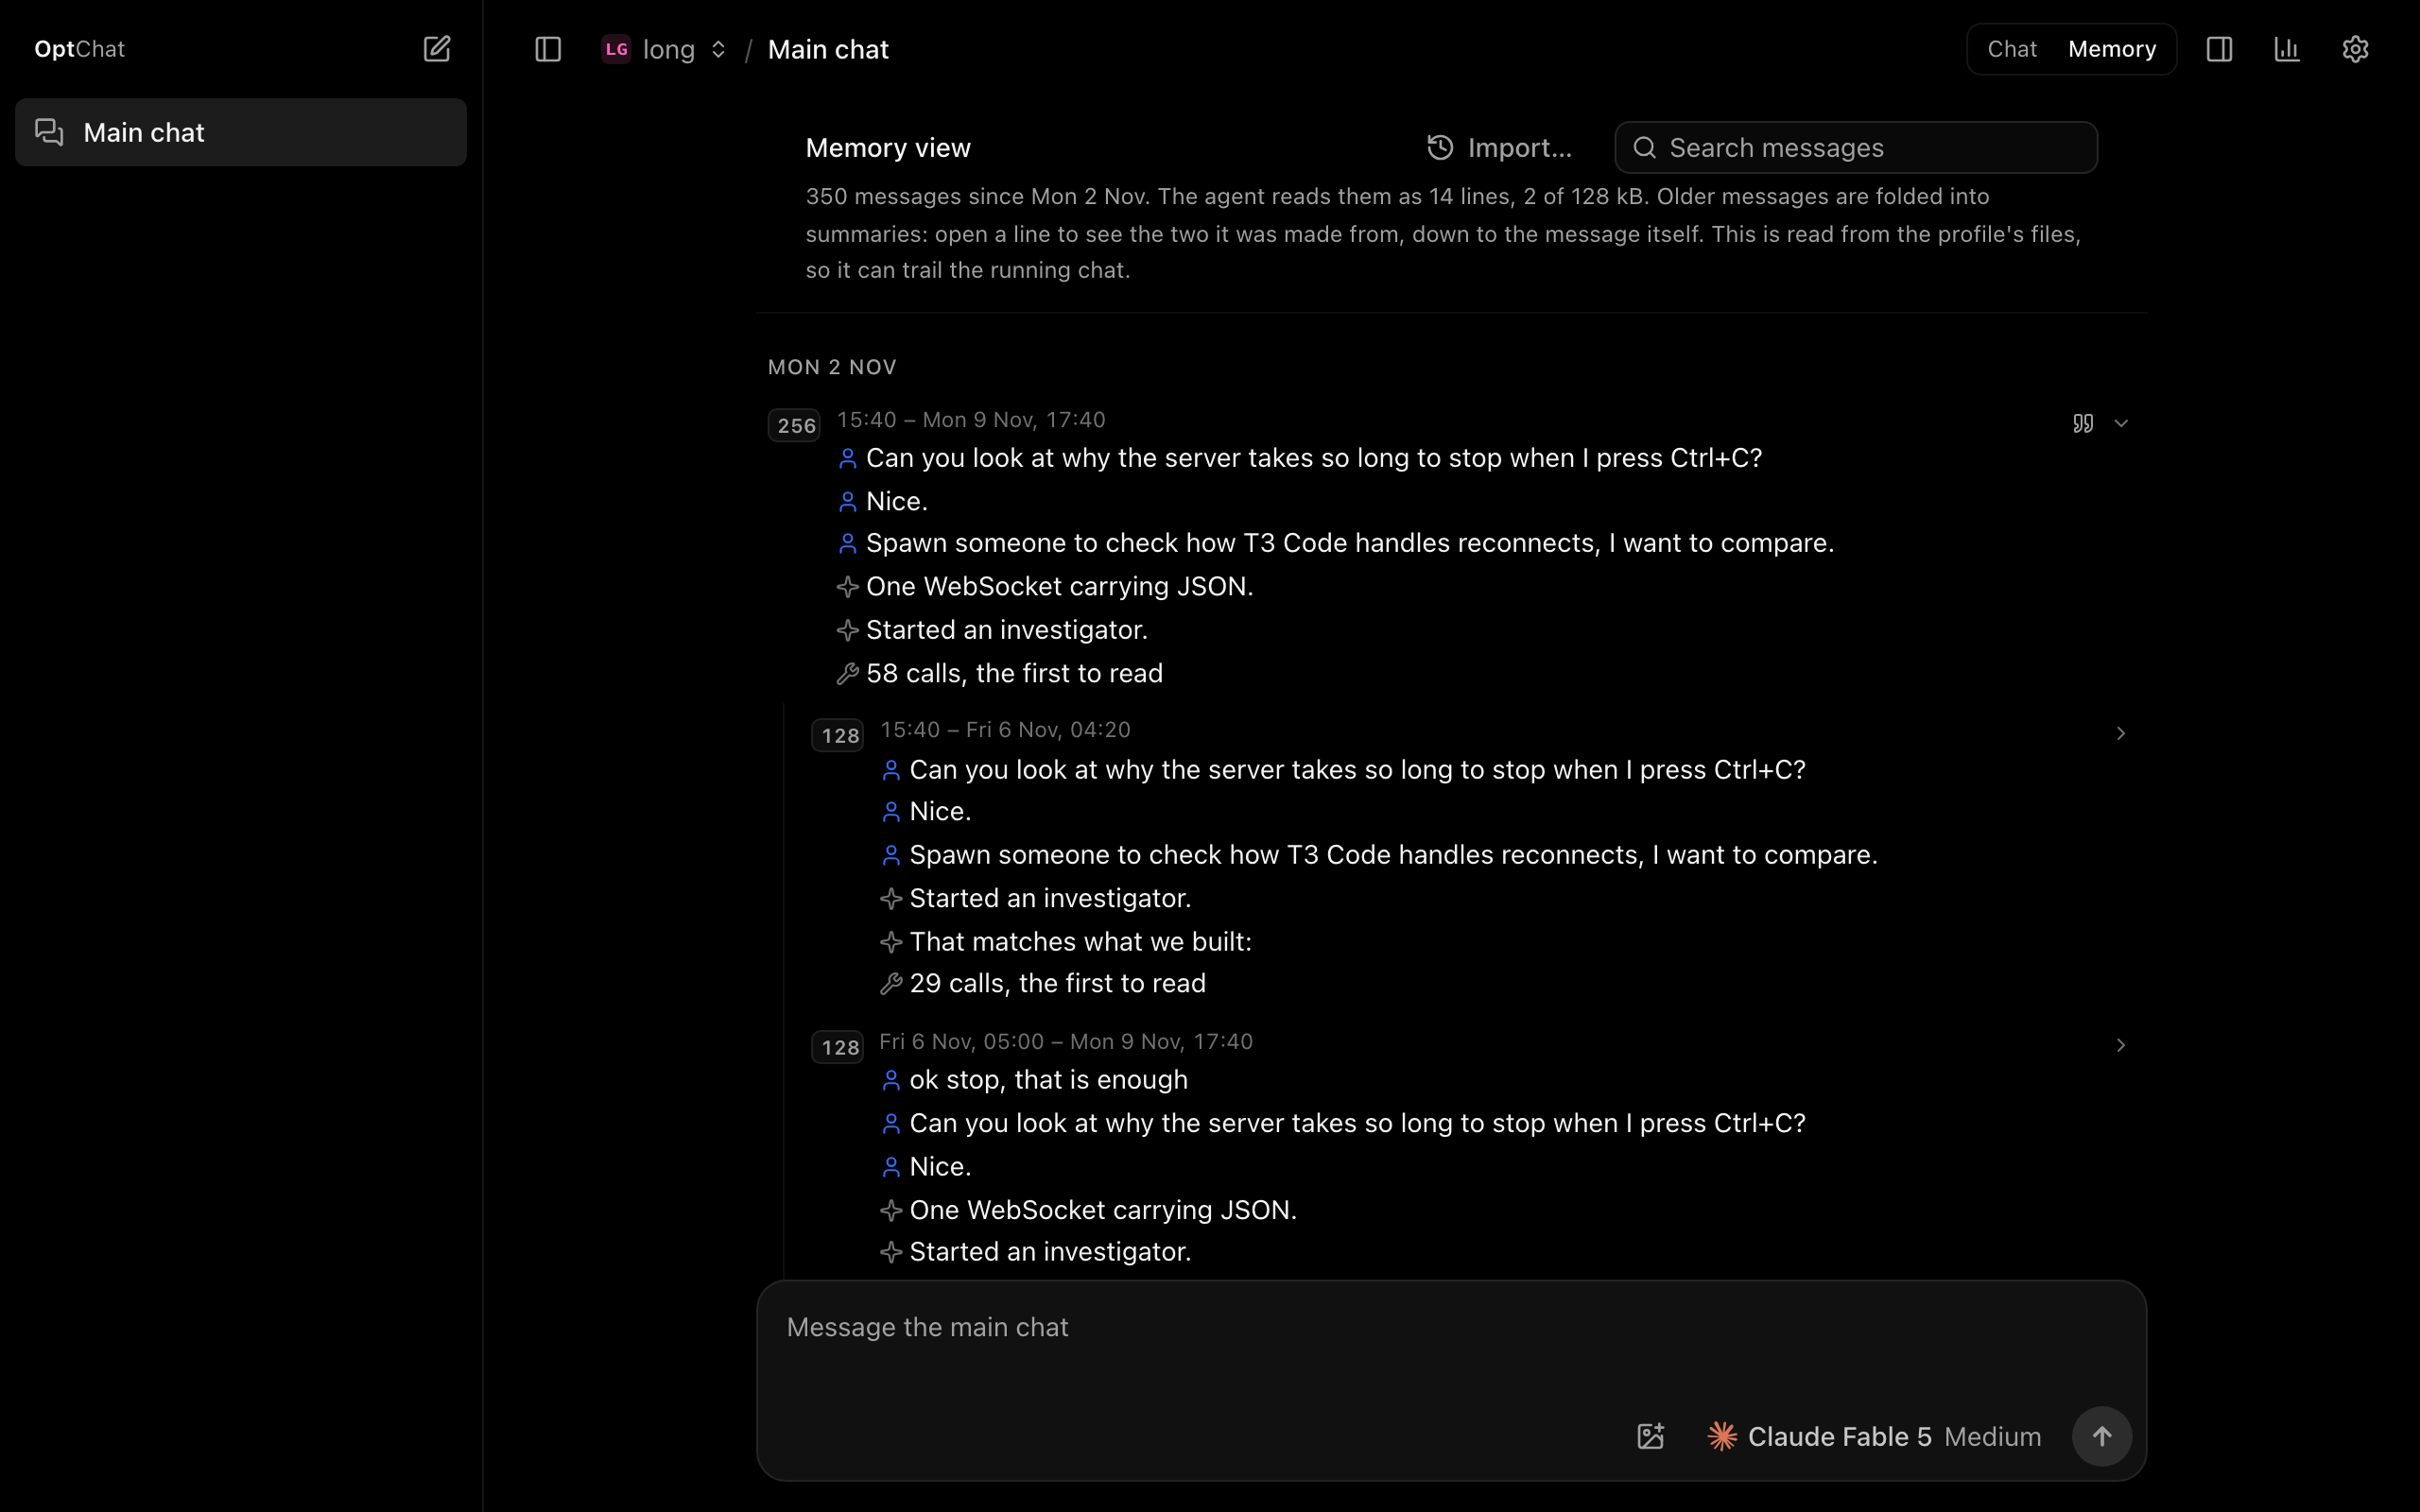 OptChat
Main chat
LG long / Main chat
Chat Memory
Memory view
Import...
Search messages
350 messages since Mon 2 Nov. The agent reads them as 14 lines, 2 of 128 kB. Older messages are folded into
summaries: open a line to see the two it was made from, down to the message itself. This is read from the profile's files,
so it can trail the running chat.
MON 2 NOV
256 15:40 – Mon 9 Nov, 17:40
Can you look at why the server takes so long to stop when I press Ctrl+C?
Nice.
Spawn someone to check how T3 Code handles reconnects, I want to compare.
One WebSocket carrying JSON.
Started an investigator.
58 calls, the first to read
128 15:40 – Fri 6 Nov, 04:20
Can you look at why the server takes so long to stop when I press Ctrl+C?
Nice.
Spawn someone to check how T3 Code handles reconnects, I want to compare.
Started an investigator.
That matches what we built:
29 calls, the first to read
128 Fri 6 Nov, 05:00 – Mon 9 Nov, 17:40
ok stop, that is enough
Can you look at why the server takes so long to stop when I press Ctrl+C?
Nice.
One WebSocket carrying JSON.
Started an investigator.
Message the main chat
Claude Fable 5 Medium